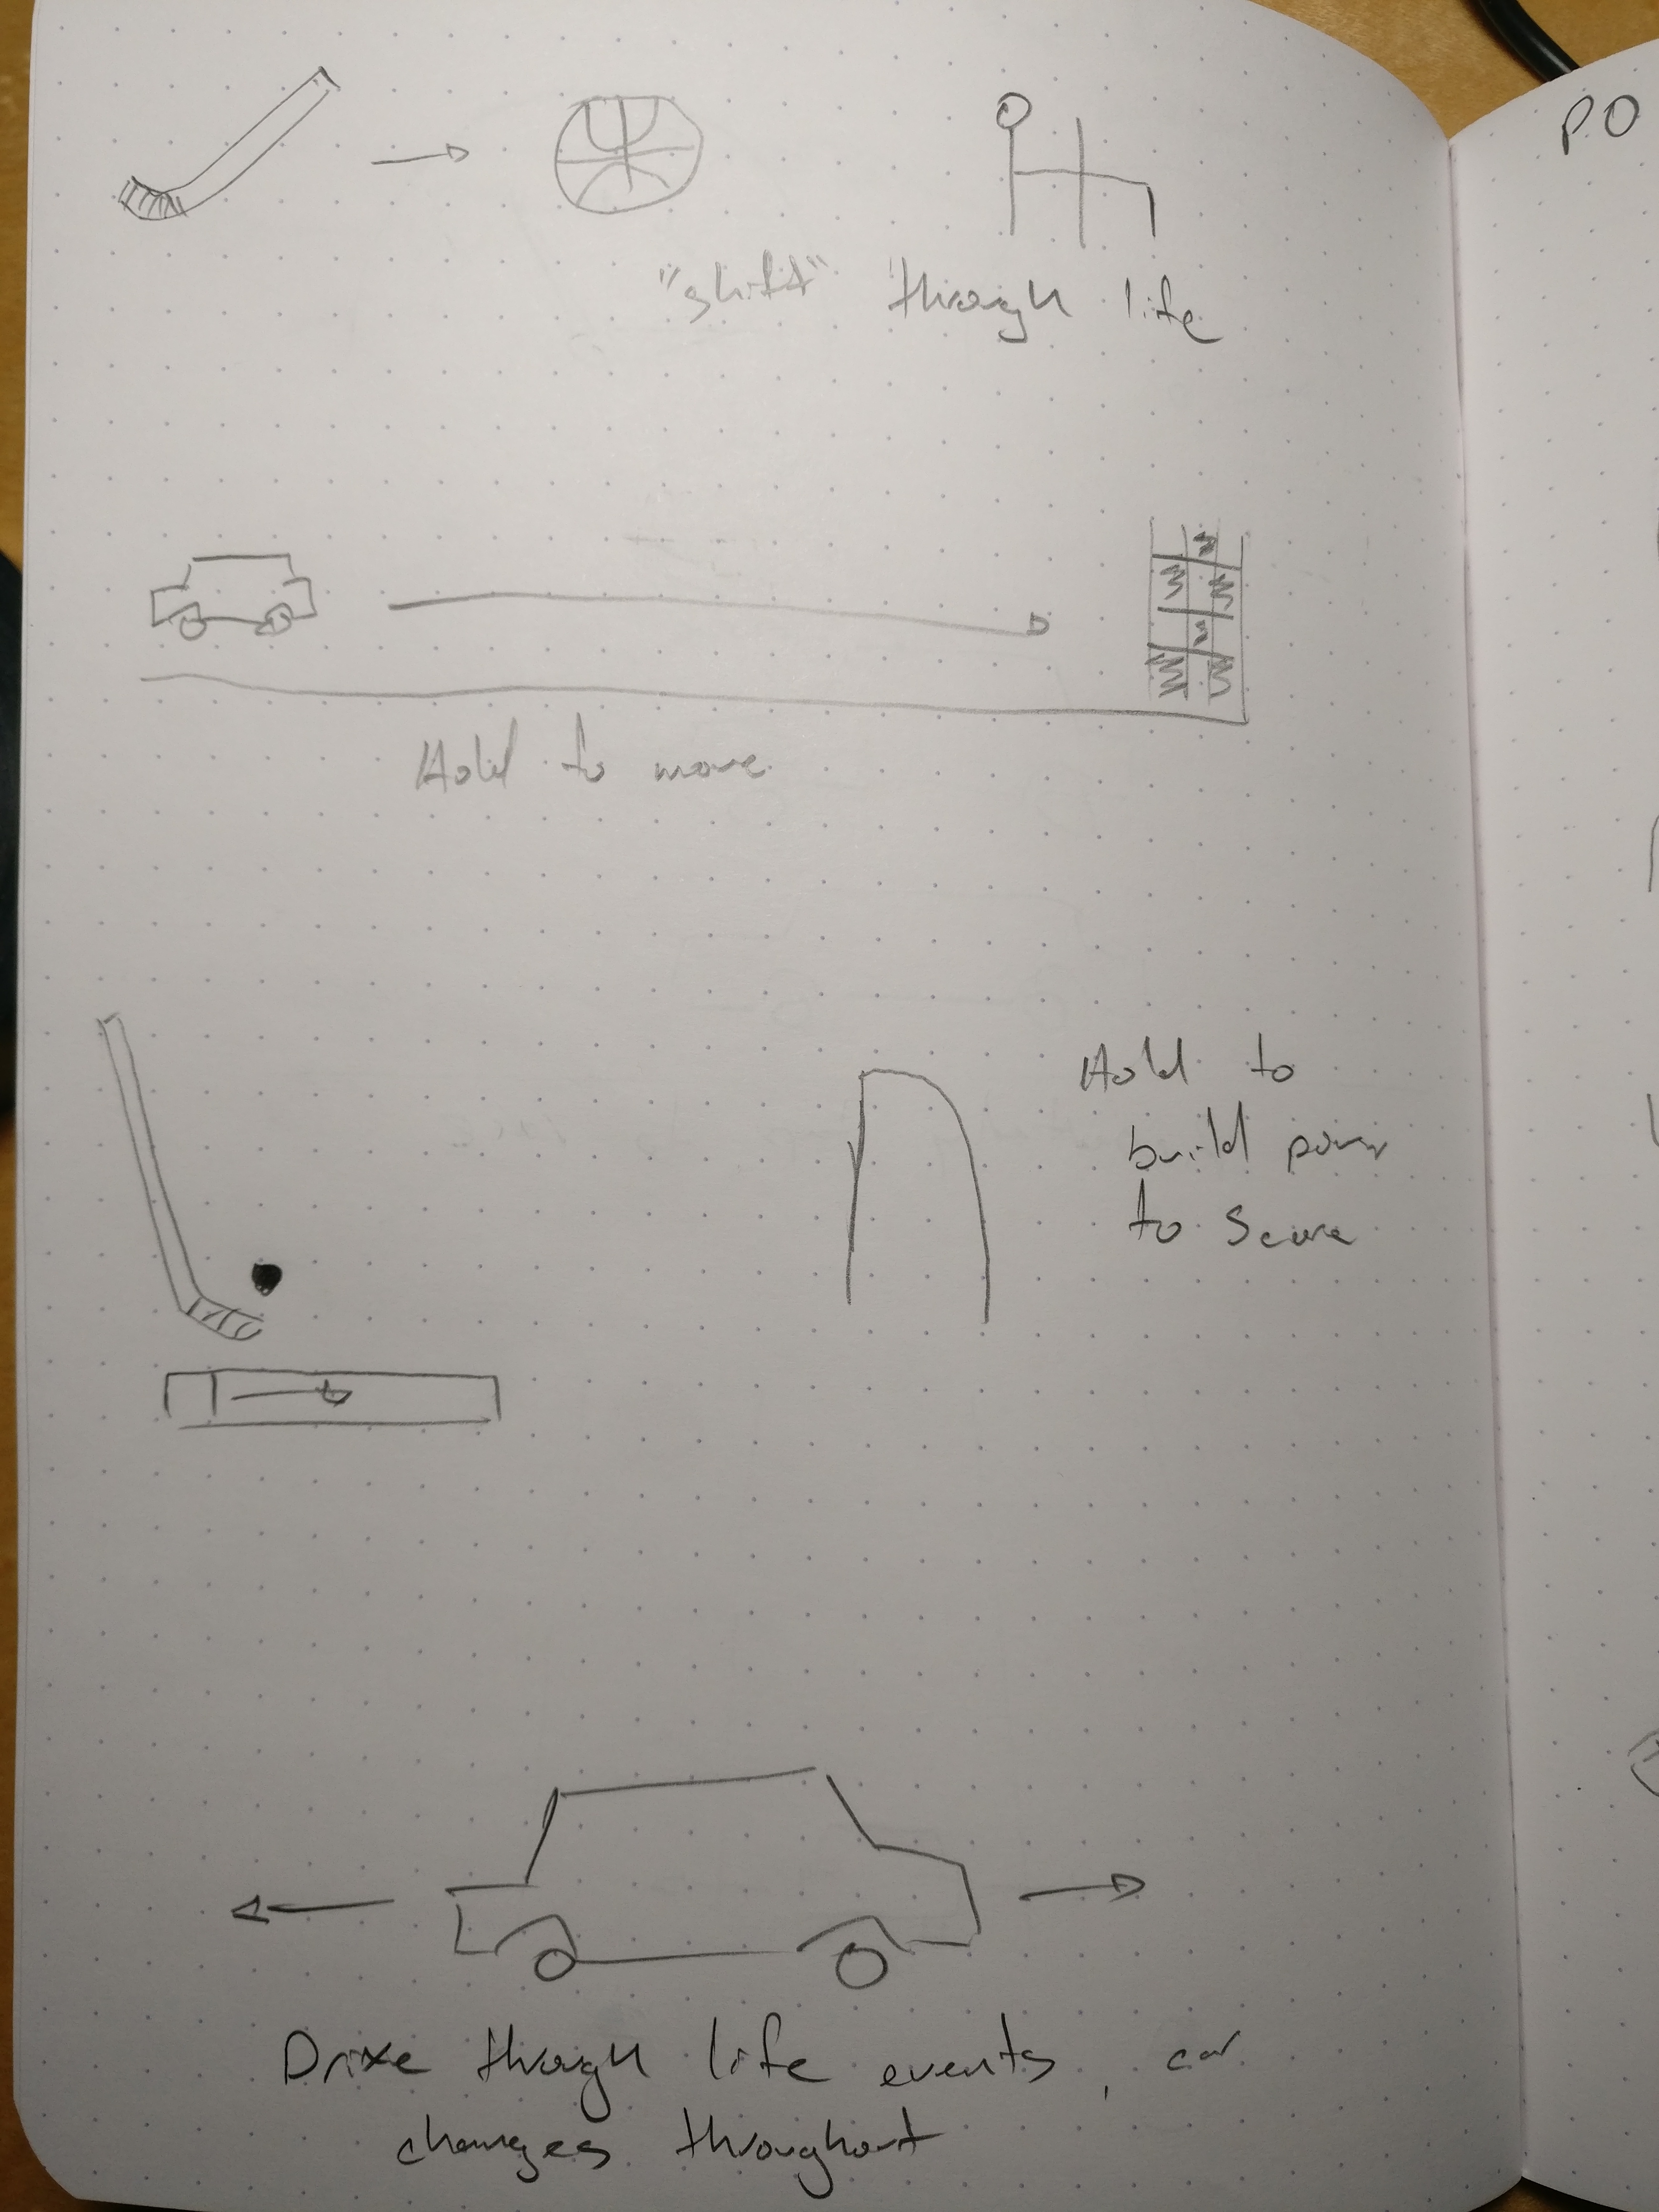 PO
"shift" through life
Hold to move
Hold to
build power
to score
Drive through life events, car
changes throughout